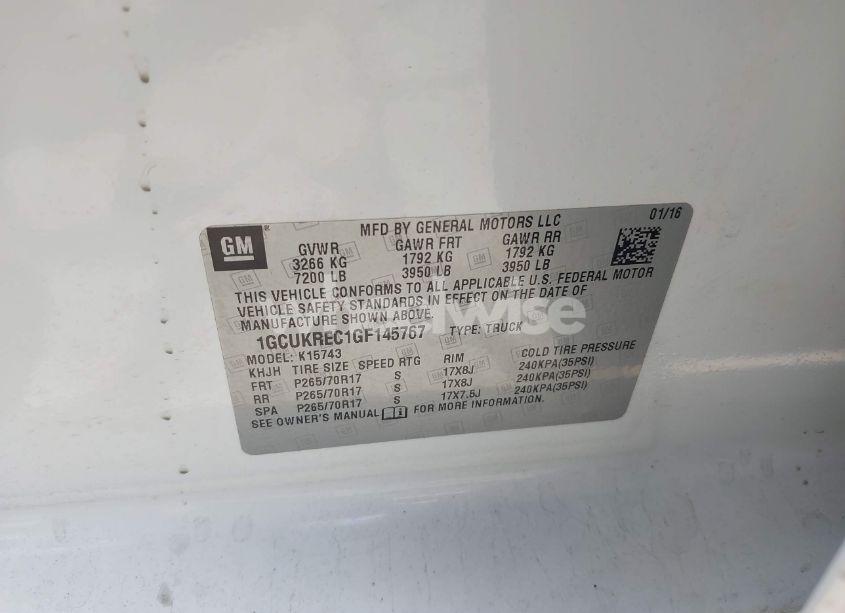 GM
MFD BY GENERAL MOTORS LLC
01/16
GVWR GAWR FRT GAWR RR
3266 KG 1792 KG 1792 KG
7200 LB 3950 LB 3950 LB
THIS VEHICLE CONFORMS TO ALL APPLICABLE U.S. FEDERAL MOTOR
VEHICLE SAFETY STANDARDS IN EFFECT ON THE DATE OF
MANUFACTURE SHOWN ABOVE.
1GCUKREC1GF145767 TYPE: TRUCK
MODEL: K15743
KHJH TIRE SIZE SPEED RTG RIM COLD TIRE PRESSURE
FRT P265/70R17 S 17X8J 240KPA(35PSI)
RR P265/70R17 S 17X8J 240KPA(35PSI)
SPA P265/70R17 S 17X7.5J 240KPA(35PSI)
SEE OWNER'S MANUAL FOR MORE INFORMATION.